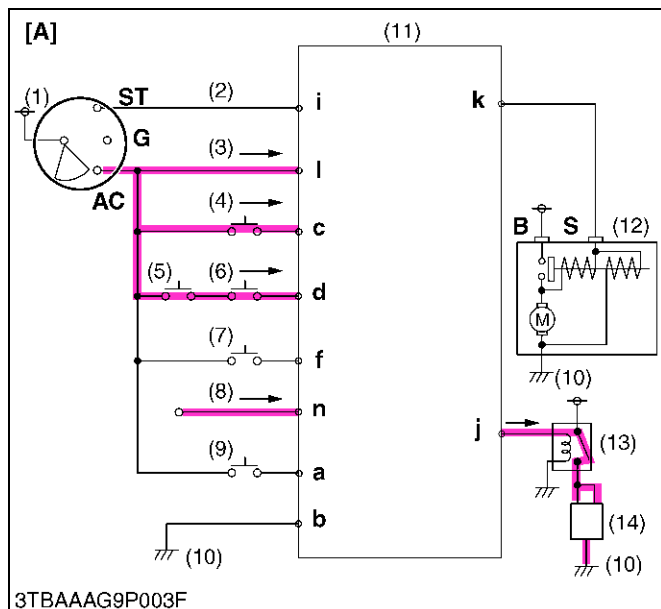 [A]
(11)
(1)
ST
(2)
i
k
G
(3)
l
AC
(4)
c
B
S
(12)
(5)
(6)
d
M
(7)
f
(10)
(8)
n
j
(13)
(9)
a
b
(10)
(14)
(10)
3TBAAAG9P003F